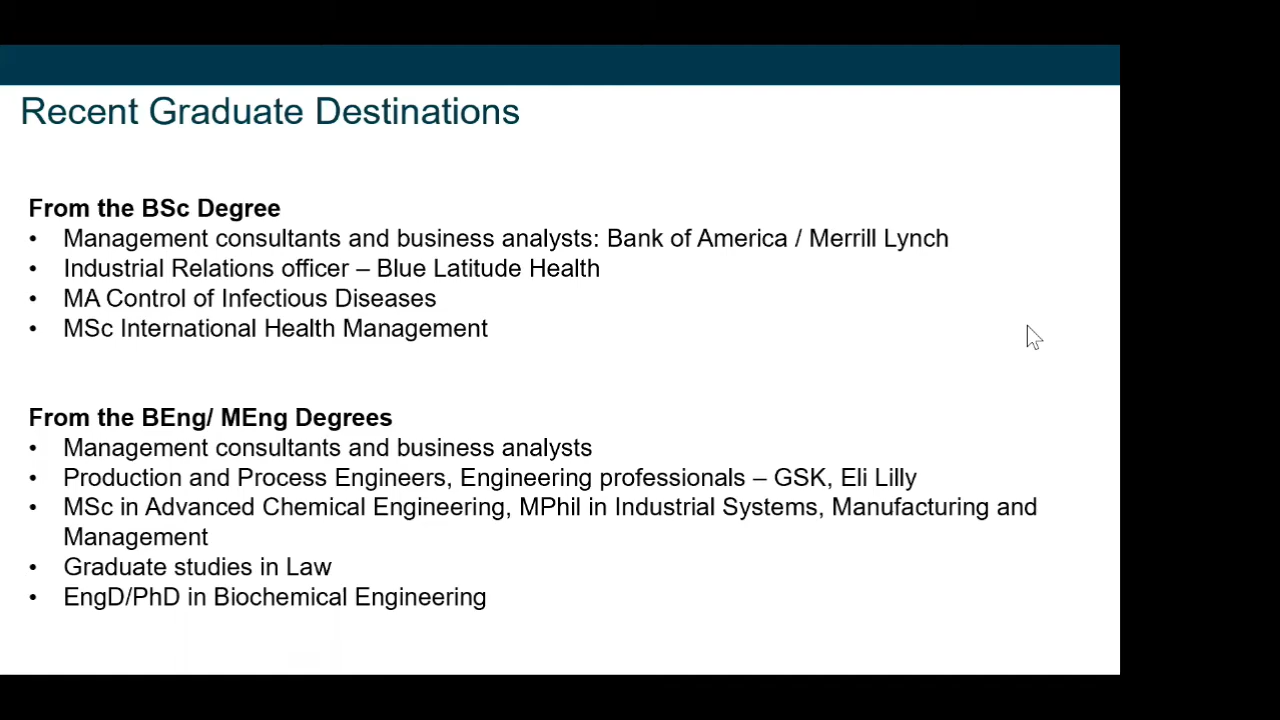 Recent Graduate Destinations
From the BSc Degree
• Management consultants and business analysts: Bank of America / Merrill Lynch
• Industrial Relations officer – Blue Latitude Health
• MA Control of Infectious Diseases
• MSc International Health Management
From the BEng/ MEng Degrees
• Management consultants and business analysts
• Production and Process Engineers, Engineering professionals – GSK, Eli Lilly
• MSc in Advanced Chemical Engineering, MPhil in Industrial Systems, Manufacturing and
Management
• Graduate studies in Law
• EngD/PhD in Biochemical Engineering